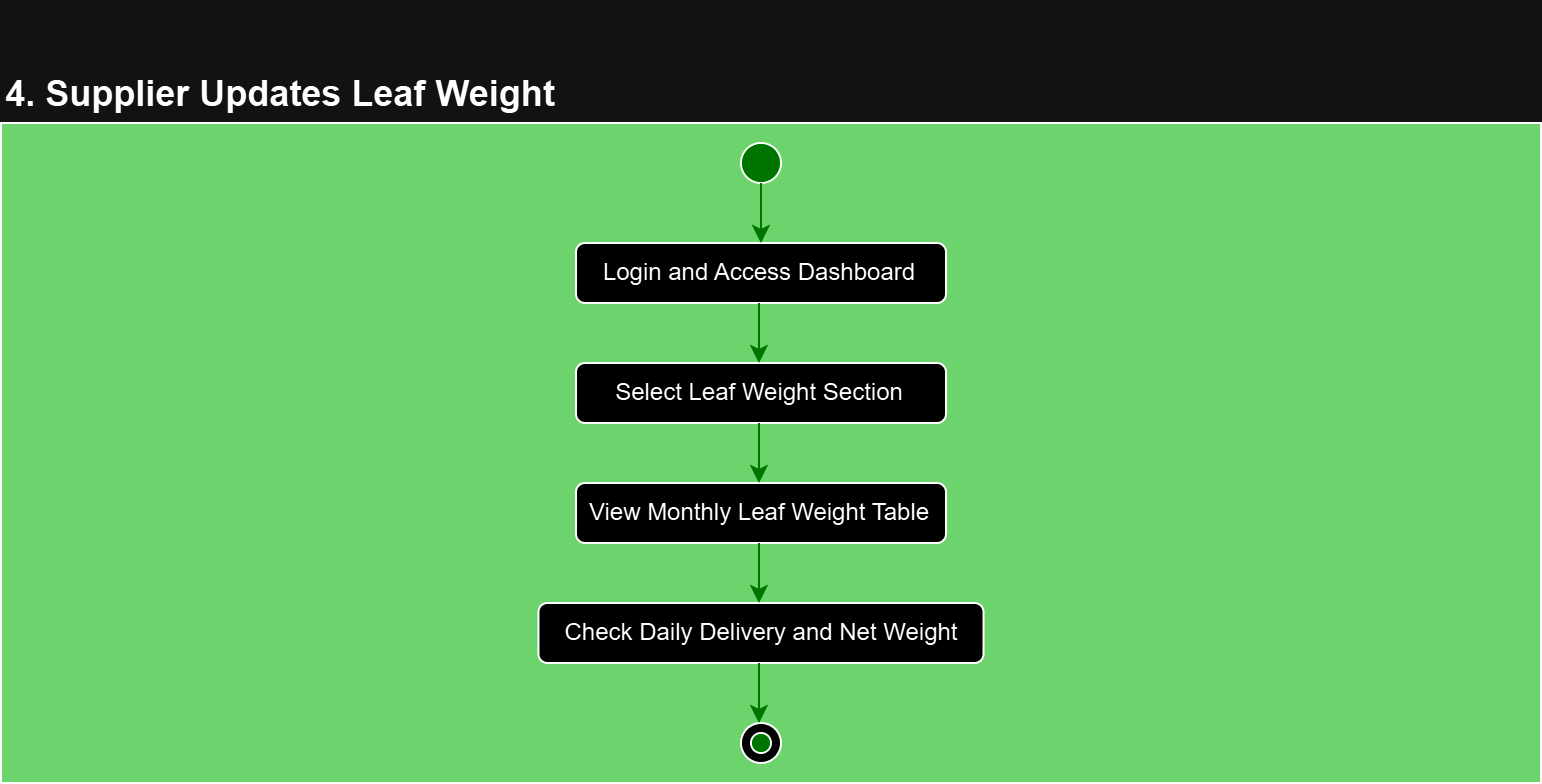 4. Supplier Updates Leaf Weight
Login and Access Dashboard
Select Leaf Weight Section
View Monthly Leaf Weight Table
Check Daily Delivery and Net Weight